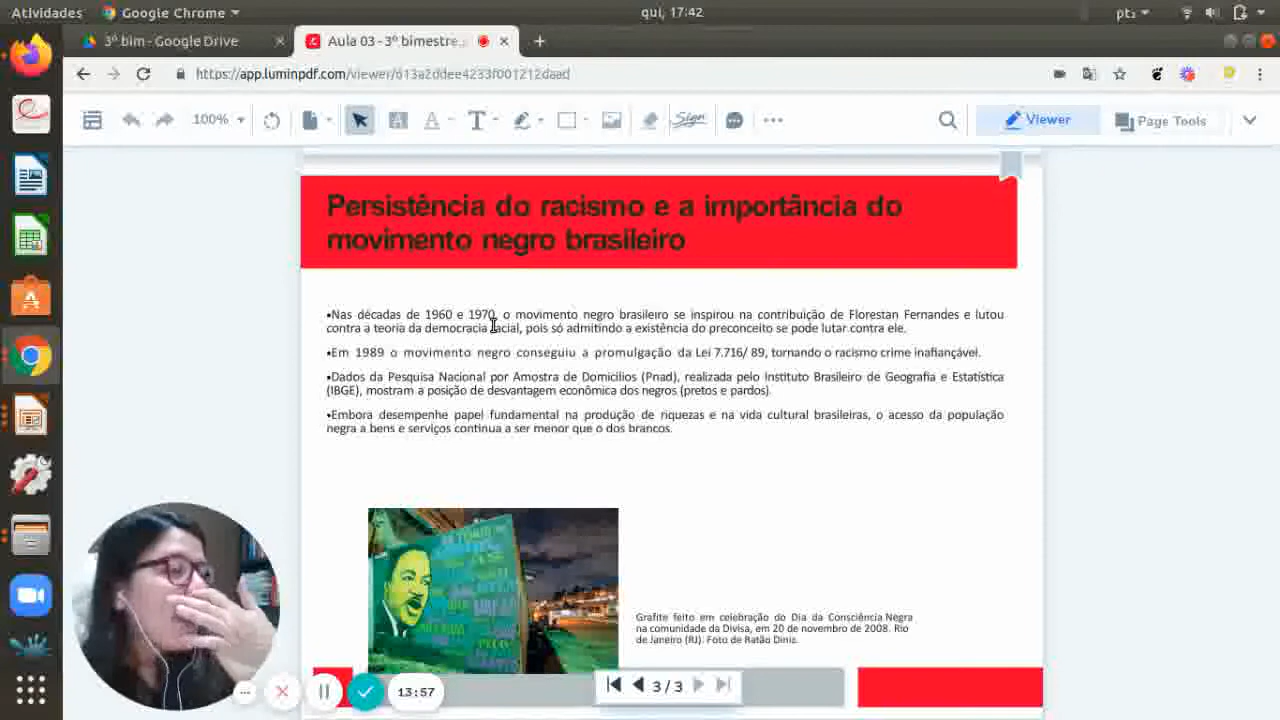 Atividades Google Chrome qui, 17:42 pt₁
3º bim - Google Drive Aula 03 - 3º bimestre
https://app.luminpdf.com/viewer/613a2ddee4233f001212daed
100% Sign Viewer Page Tools
Persistência do racismo e a importância do
movimento negro brasileiro
•Nas décadas de 1960 e 1970, o movimento negro brasileiro se inspirou na contribuição de Florestan Fernandes e lutou
contra a teoria da democracia racial, pois só admitindo a existência do preconceito se pode lutar contra ele.
•Em 1989 o movimento negro conseguiu a promulgação da Lei 7.716/ 89, tornando o racismo crime inafiançável.
•Dados da Pesquisa Nacional por Amostra de Domicílios (Pnad), realizada pelo Instituto Brasileiro de Geografia e Estatística
(IBGE), mostram a posição de desvantagem econômica dos negros (pretos e pardos).
•Embora desempenhe papel fundamental na produção de riquezas e na vida cultural brasileiras, o acesso da população
negra a bens e serviços continua a ser menor que o dos brancos.
Grafite feito em celebração do Dia da Consciência Negra
na comunidade da Divisa, em 20 de novembro de 2008. Rio
de Janeiro (RJ). Foto de Ratão Diniz.
13:57
3 / 3